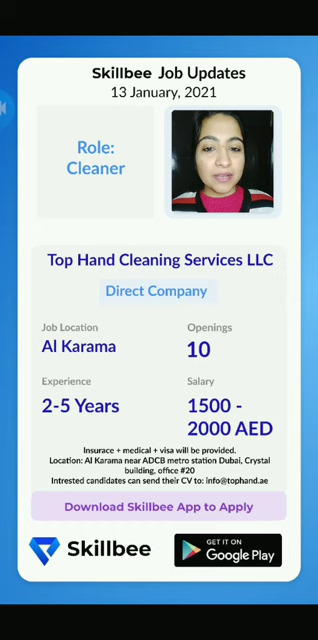 Skillbee Job Updates
13 January, 2021
Role:
Cleaner
Top Hand Cleaning Services LLC
Direct Company
Job Location
Openings
Al Karama
10
Experience
Salary
2-5 Years
1500 -
2000 AED
Insurace + medical + visa will be provided.
Location: Al Karama near ADCB metro station Dubai, Crystal
building, office #20
Intrested candidates can send their CV to: info@tophand.ae
Download Skillbee App to Apply
Skillbee
GET IT ON
Google Play